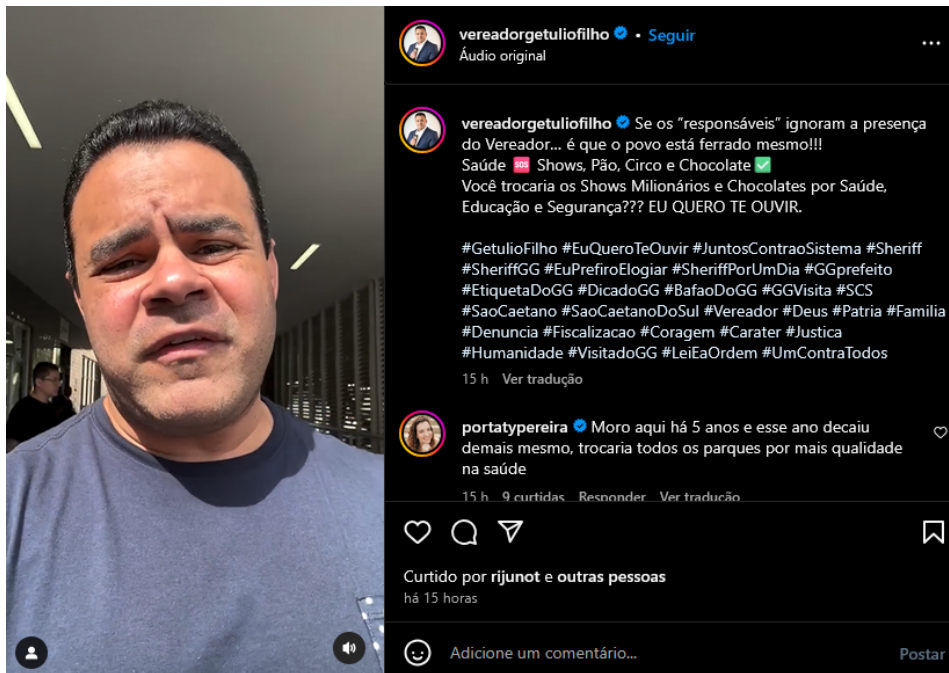 vereadorgetuliofilho • Seguir
Áudio original
...
vereadorgetuliofilho Se os “responsáveis” ignoram a presença
do Vereador... é que o povo está ferrado mesmo!!!
Saúde 🆘 Shows, Pão, Circo e Chocolate ✅
Você trocaria os Shows Milionários e Chocolates por Saúde,
Educação e Segurança??? EU QUERO TE OUVIR.
#GetulioFilho #EuQueroTeOuvir #JuntosContraoSistema #Sheriff
#SheriffGG #EuPrefiroElogiar #SheriffPorUmDia #GGprefeito
#EtiquetaDoGG #DicadoGG #BafaoDoGG #GGVisita #SCS
#SaoCaetano #SaoCaetanoDoSul #Vereador #Deus #Patria #Familia
#Denuncia #Fiscalizacao #Coragem #Carater #Justica
#Humanidade #VisitadoGG #LeiEaOrdem #UmContraTodos
15 h Ver tradução
portatypereira Moro aqui há 5 anos e esse ano decaiu
demais mesmo, trocaria todos os parques por mais qualidade
na saúde
15 h 9 curtidas Responder Ver tradução
Curtido por rijunot e outras pessoas
há 15 horas
Adicione um comentário...
Postar